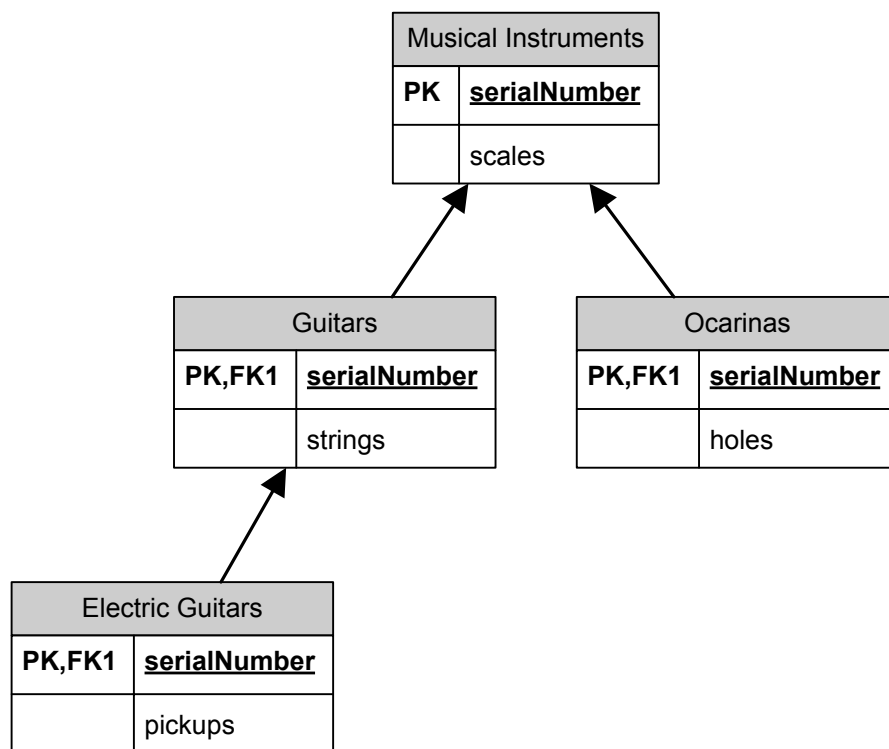 Musical Instruments
PK serialNumber
scales
Guitars
PK,FK1 serialNumber
strings
Ocarinas
PK,FK1 serialNumber
holes
Electric Guitars
PK,FK1 serialNumber
pickups